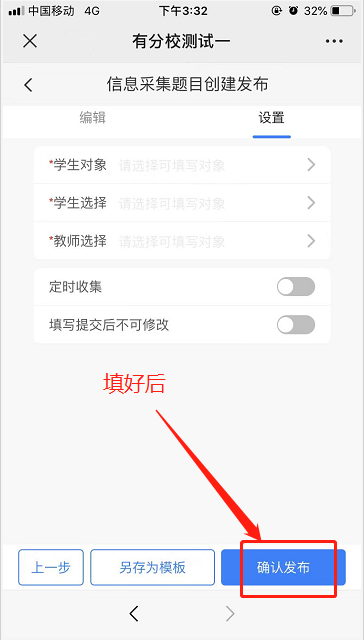 中国移动 4G 下午3:32 32%
有分校测试一
信息采集题目创建发布
编辑 设置
*学生对象 请选择可填写对象
*学生选择 请选择可填写对象
*教师选择 请选择可填写对象
定时收集
填写提交后不可修改
填好后
上一步 另存为模板 确认发布